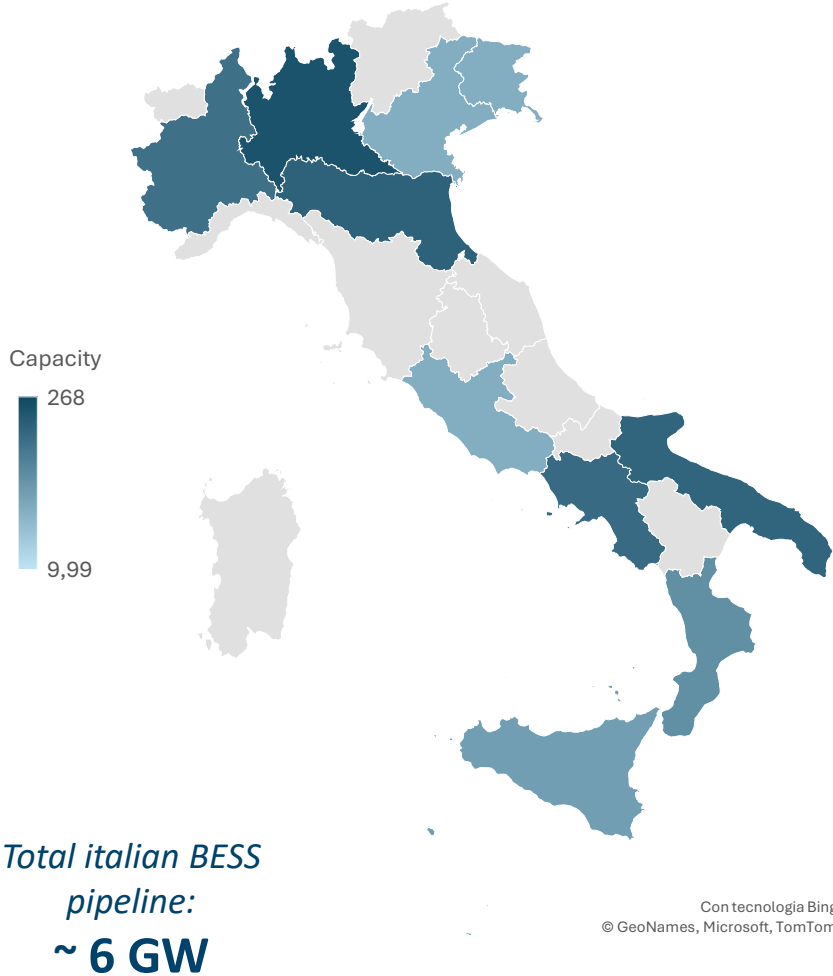 Capacity
268
9,99
Total italian BESS
pipeline:
~ 6 GW
Con tecnologia Bing
© GeoNames, Microsoft, TomTom